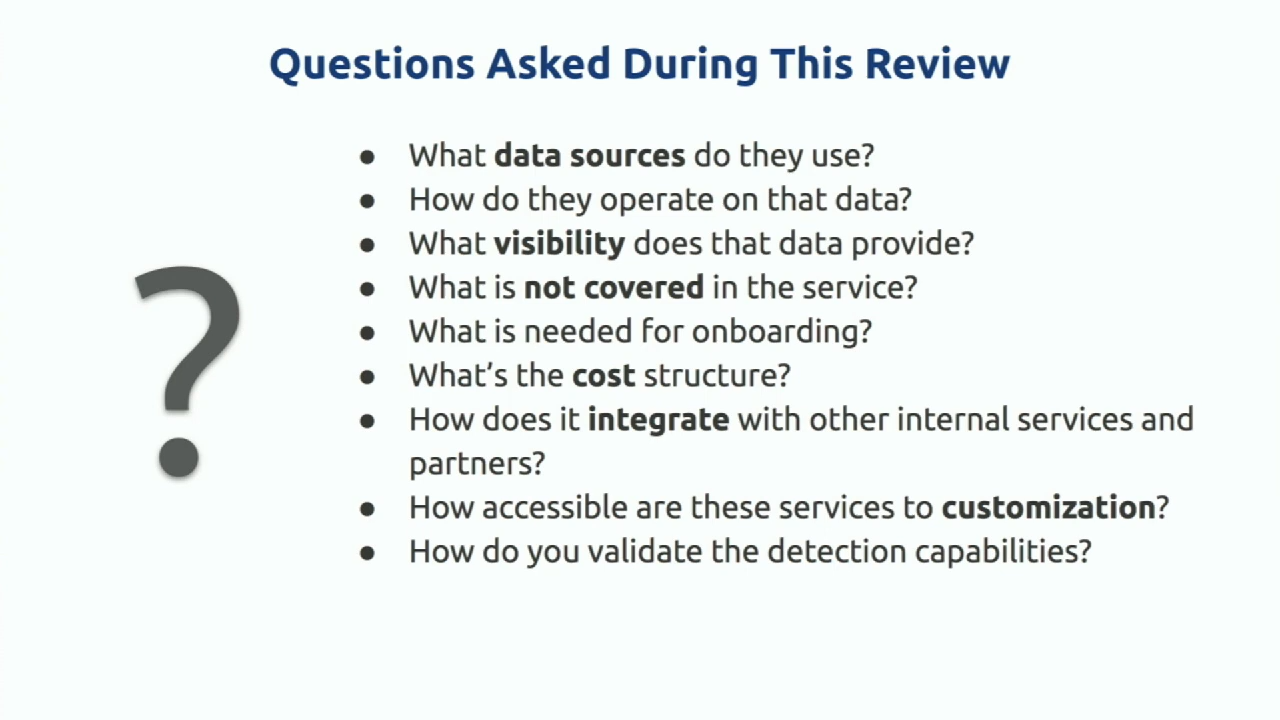 Questions Asked During This Review
● What data sources do they use?
● How do they operate on that data?
● What visibility does that data provide?
● What is not covered in the service?
● What is needed for onboarding?
● What’s the cost structure?
● How does it integrate with other internal services and
partners?
● How accessible are these services to customization?
● How do you validate the detection capabilities?
?